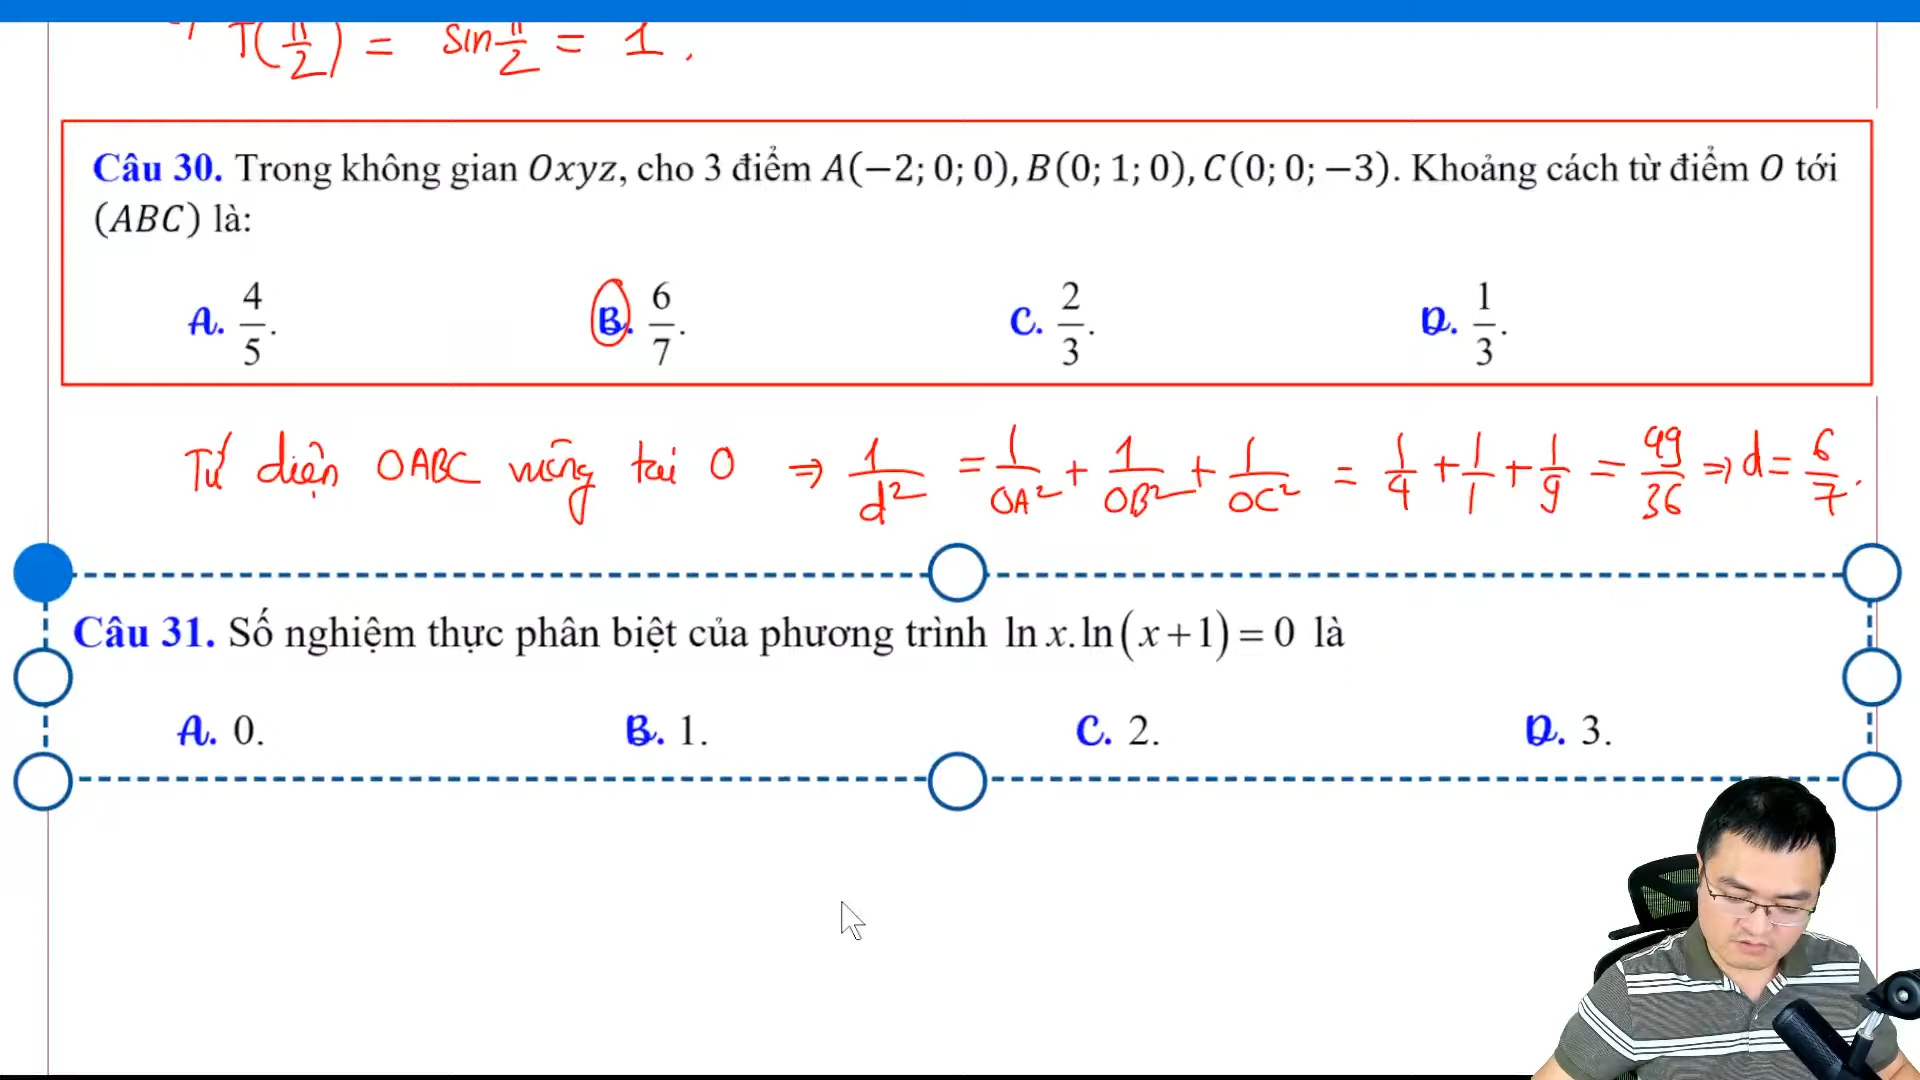 T(π/2) = sin π/2 = 1.
Câu 30. Trong không gian Oxyz, cho 3 điểm A(−2; 0; 0), B(0; 1; 0), C(0; 0; −3). Khoảng cách từ điểm O tới
(ABC) là:
A. 4/5. B. 6/7. C. 2/3. D. 1/3.
Tứ diện OABC vuông tại O ⇒ 1/d² = 1/OA² + 1/OB² + 1/OC² = 1/4 + 1/1 + 1/9 = 49/36 ⇒ d = 6/7.
Câu 31. Số nghiệm thực phân biệt của phương trình ln x.ln(x+1) = 0 là
A. 0. B. 1. C. 2. D. 3.